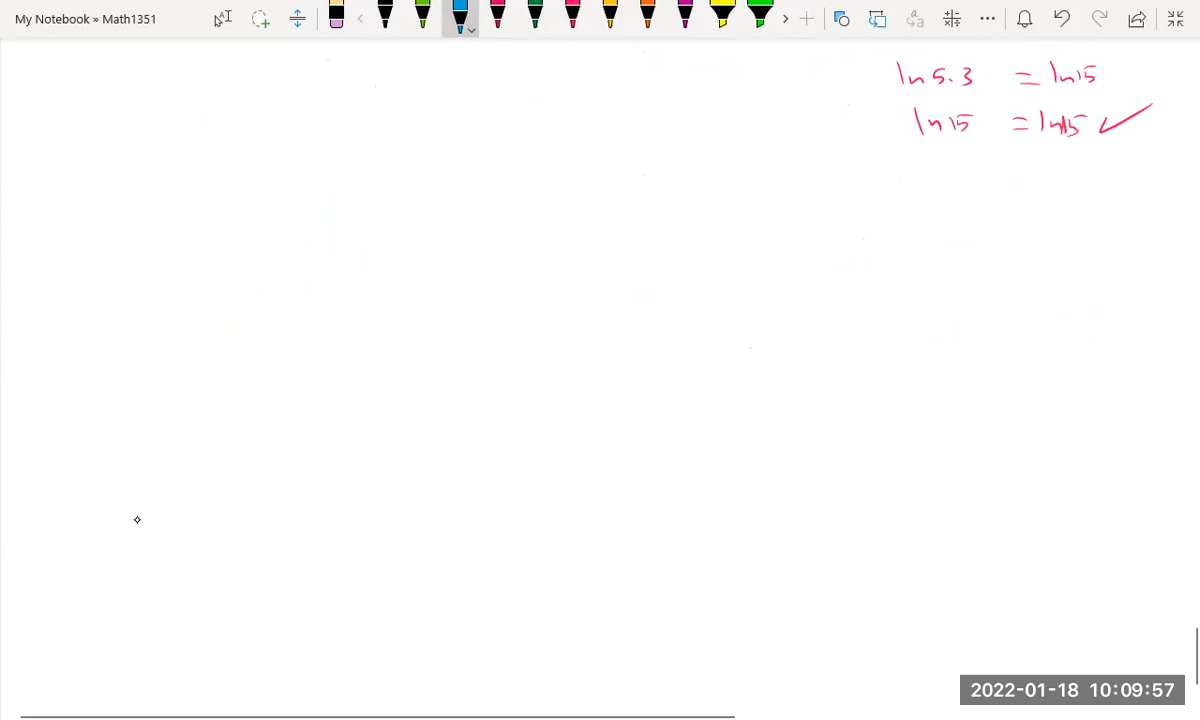 My Notebook » Math1351
ln 5.3 = ln 15
ln 15 = ln 15 ✓
2022-01-18 10:09:57